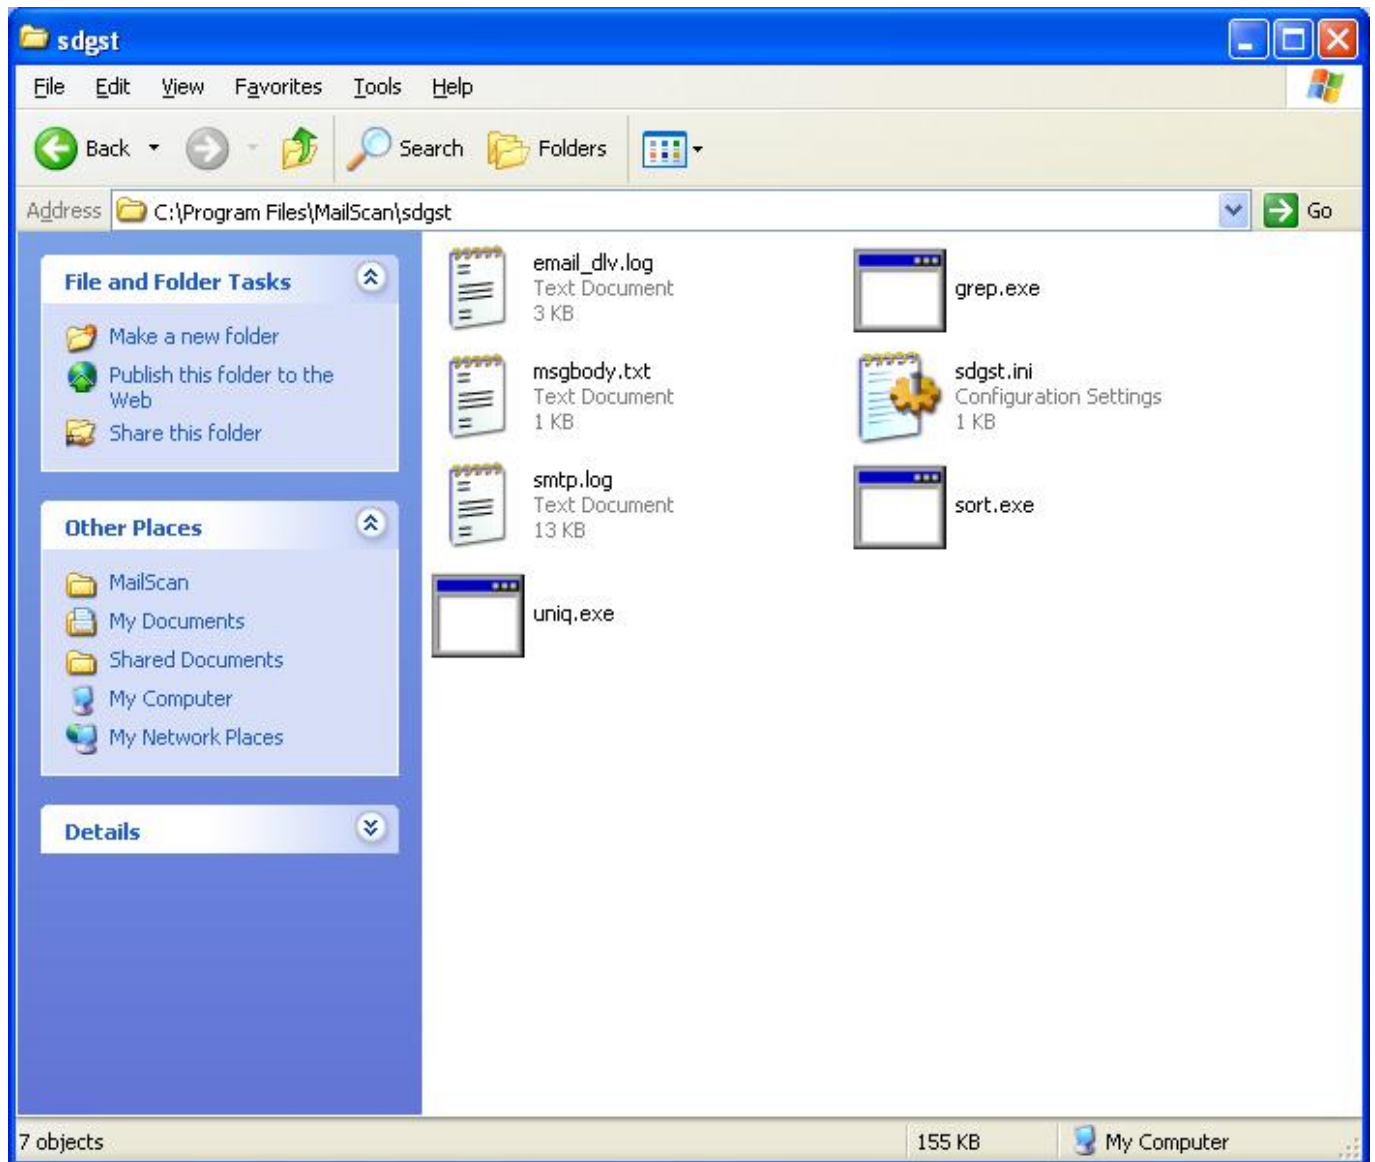 sdgst
File Edit View Favorites Tools Help
Back Search Folders
Address C:\Program Files\MailScan\sdgst Go
File and Folder Tasks
Make a new folder
Publish this folder to the
Web
Share this folder
Other Places
MailScan
My Documents
Shared Documents
My Computer
My Network Places
Details
email_dlv.log
Text Document
3 KB
grep.exe
msgbody.txt
Text Document
1 KB
sdgst.ini
Configuration Settings
1 KB
smtp.log
Text Document
13 KB
sort.exe
uniq.exe
7 objects 155 KB My Computer